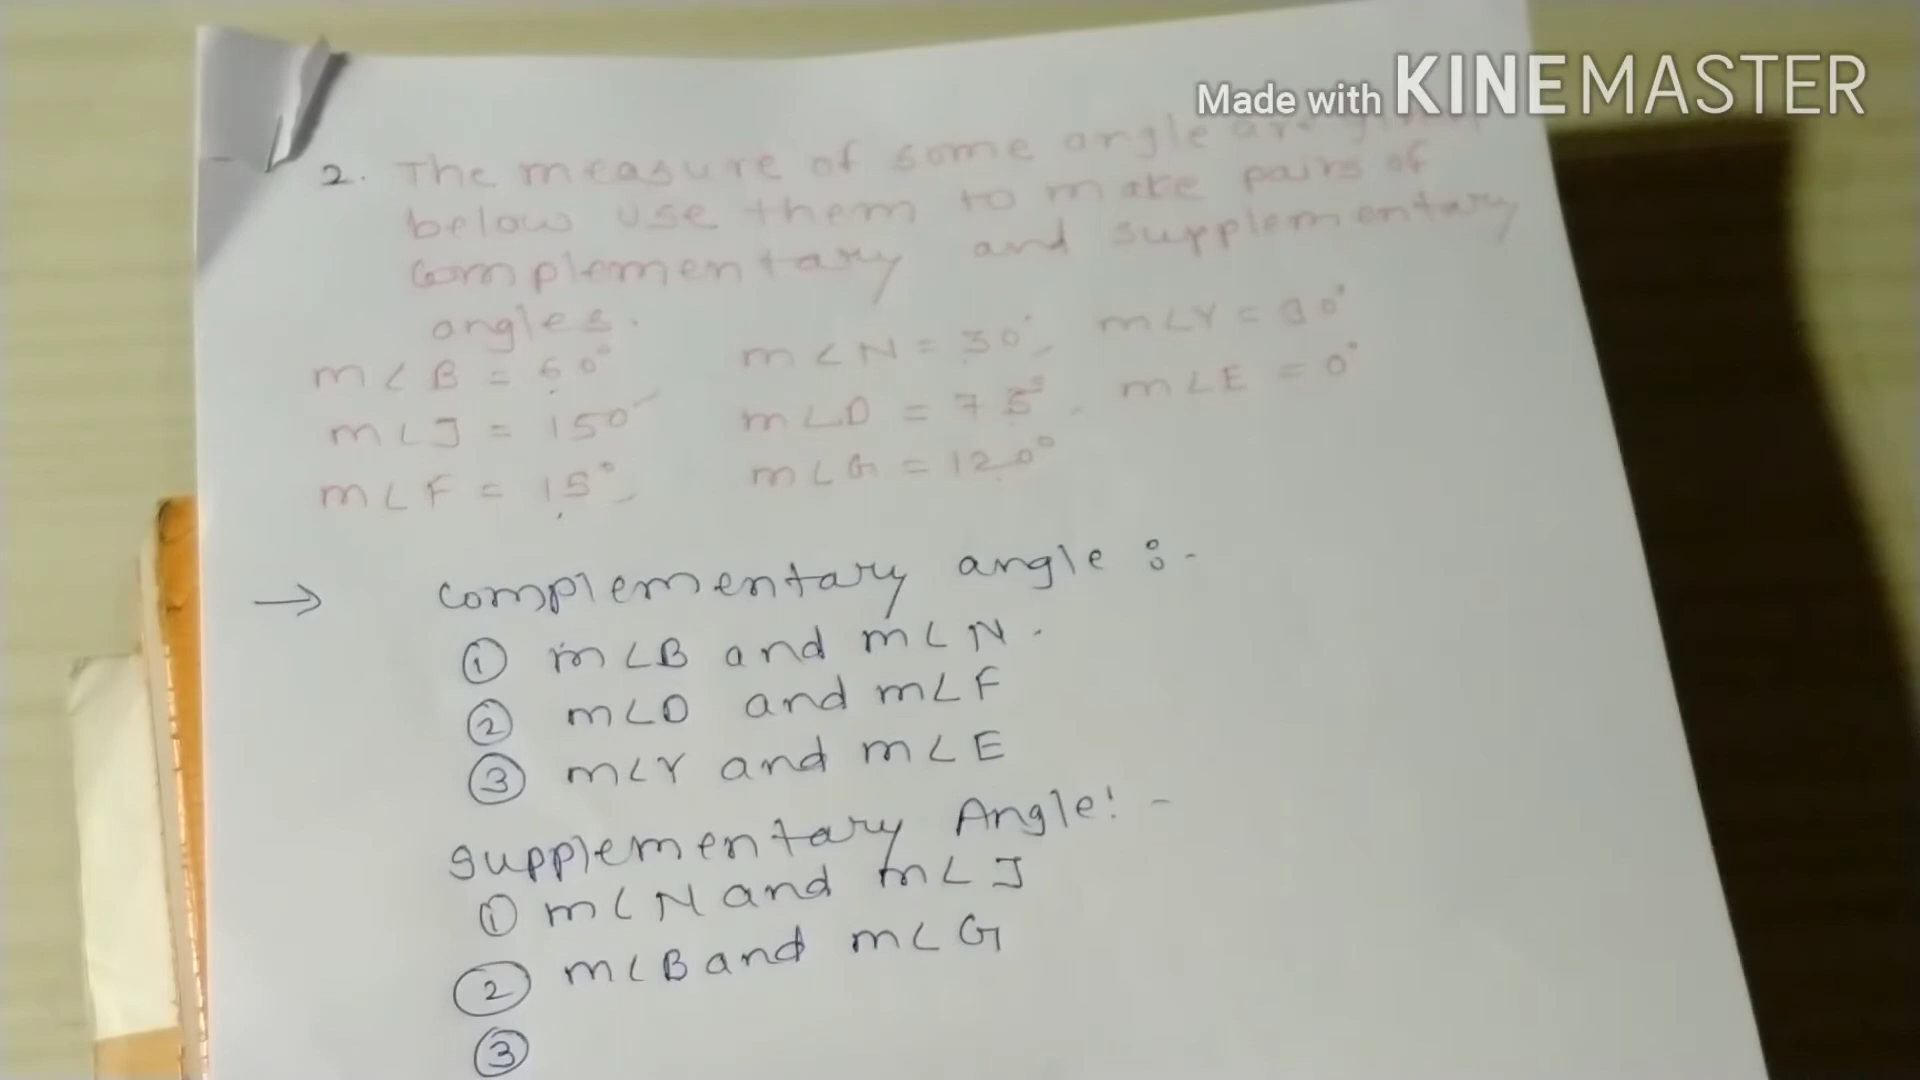 Made with KINEMASTER
2. The measure of some angle are
below use them to make pairs of
complementary and supplementary
angles.
m∠B = 60° m∠N = 30° m∠Y = 90°
m∠J = 150° m∠D = 75° m∠E = 0°
m∠F = 15° m∠G = 120°
→ complementary angle :-
① m∠B and m∠N.
② m∠D and m∠F
③ m∠Y and m∠E
supplementary Angle! -
① m∠N and m∠J
② m∠B and m∠G
③